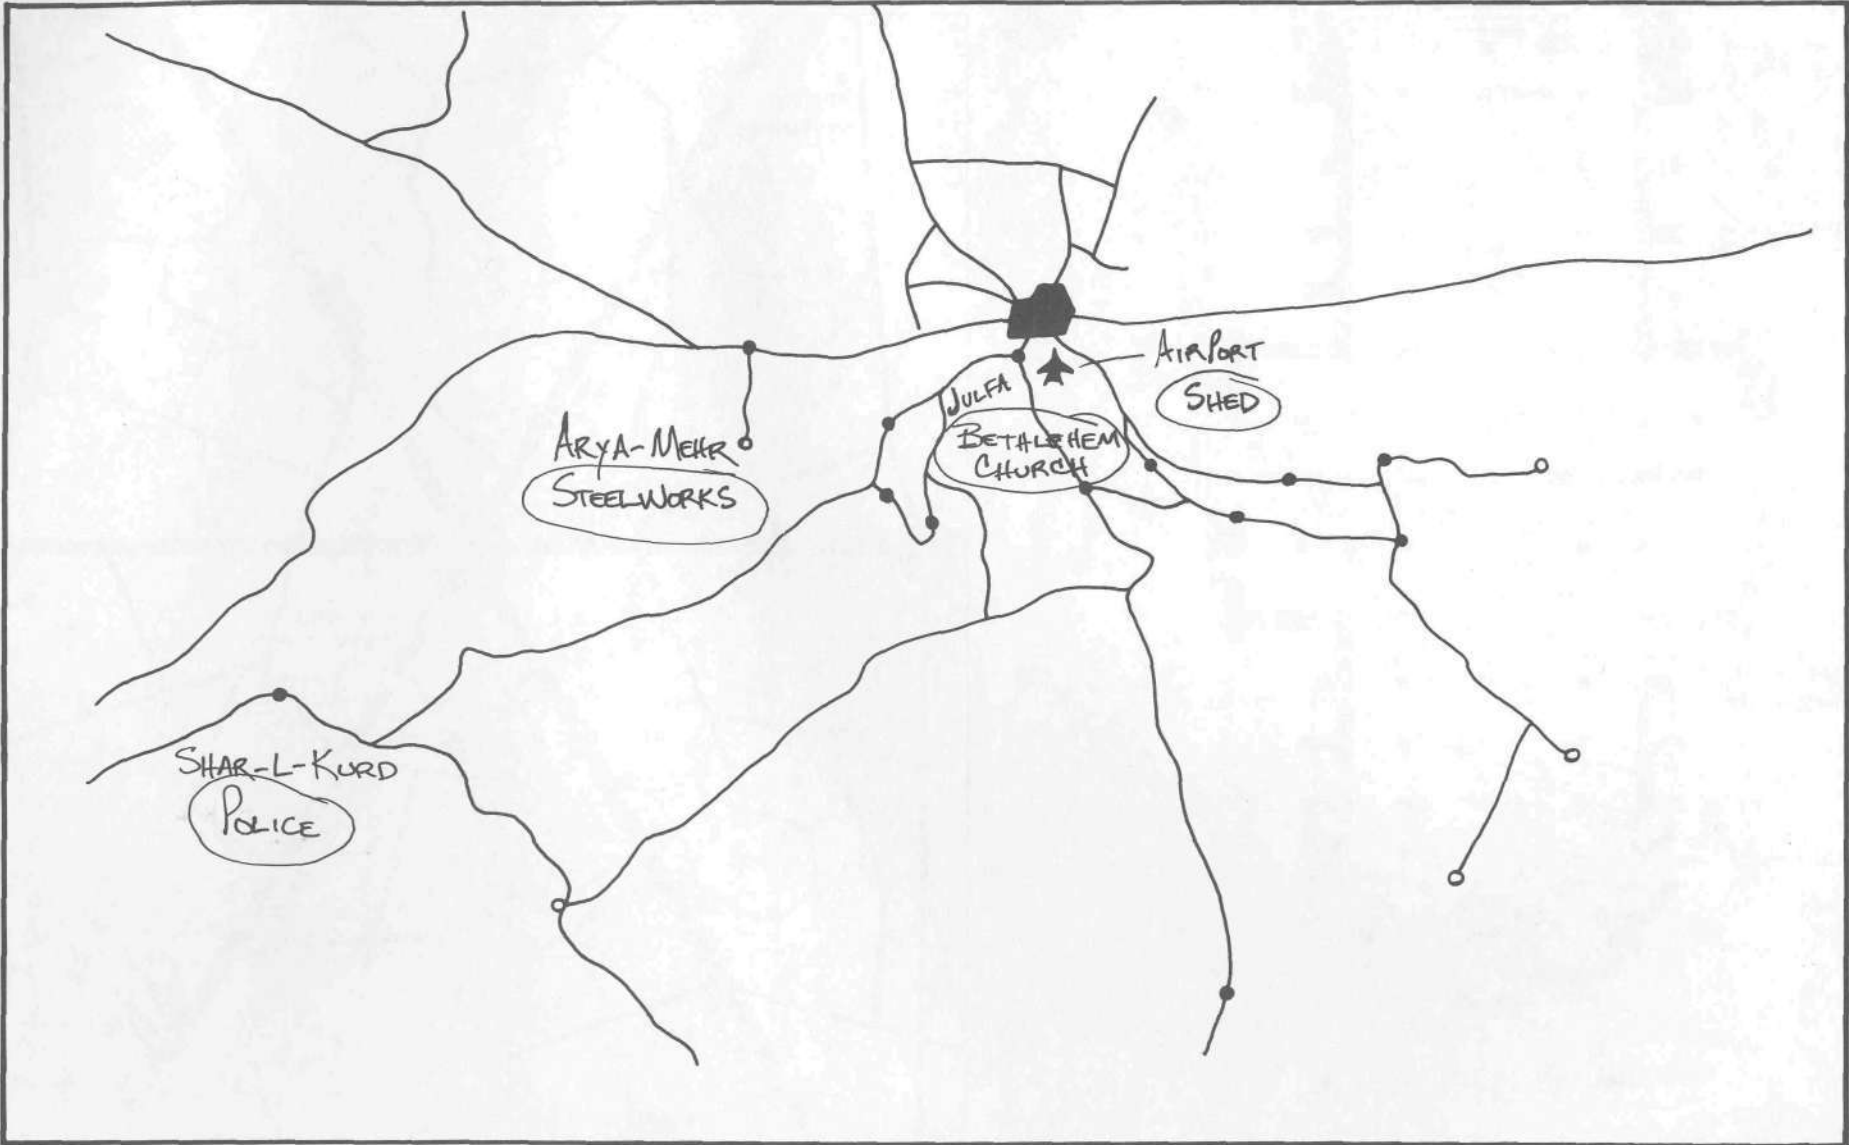 AIRPORT
SHED
JULFA
BETHLEHEM
CHURCH
ARYA-MEHR
STEELWORKS
SHAR-L-KURD
POLICE